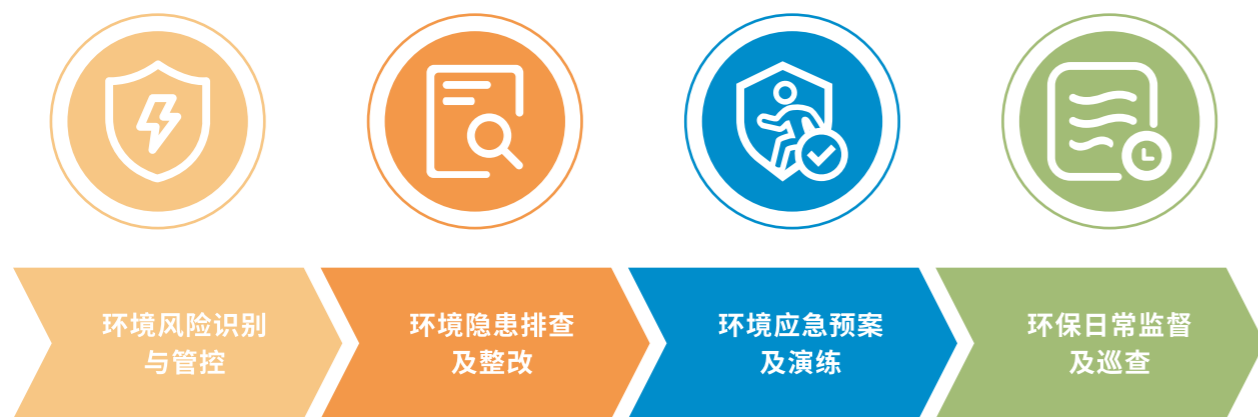 环境风险识别
与管控
环境隐患排查
及整改
环境应急预案
及演练
环保日常监督
及巡查